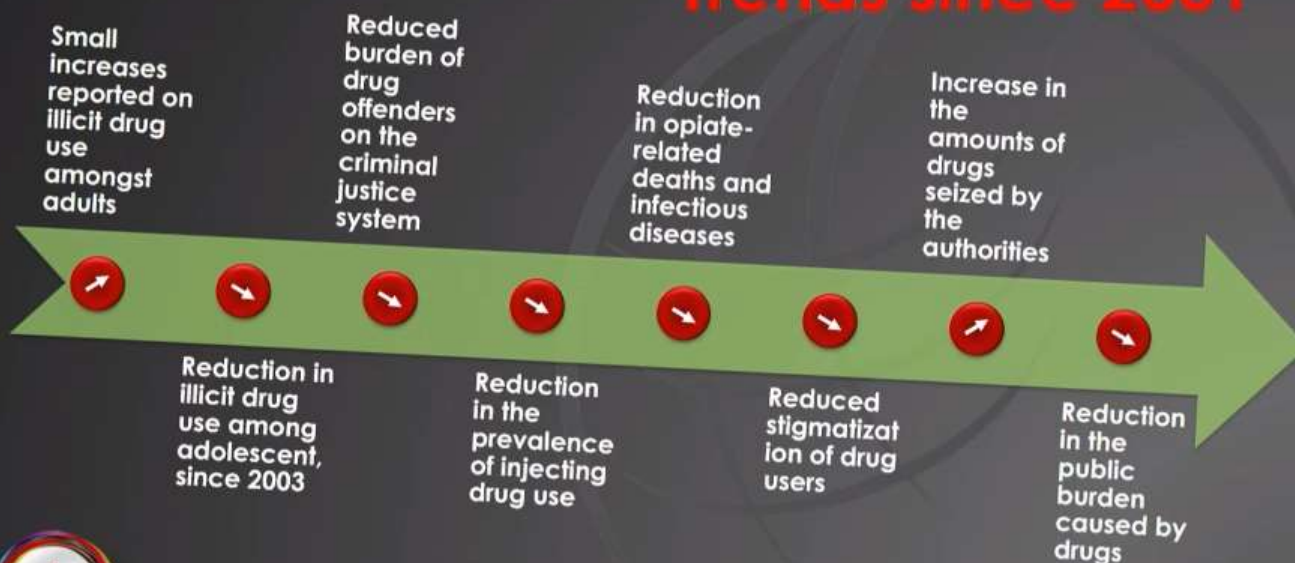 Trends since 2001
Small
increases
reported on
illicit drug
use
amongst
adults
Reduced
burden of
drug
offenders
on the
criminal
justice
system
Reduction
in opiate-
related
deaths and
infectious
diseases
Increase in
the
amounts of
drugs
seized by
the
authorities
Reduction in
illicit drug
use among
adolescent,
since 2003
Reduction
in the
prevalence
of injecting
drug use
Reduced
stigmatizat
ion of drug
users
Reduction
in the
public
burden
caused by
drugs